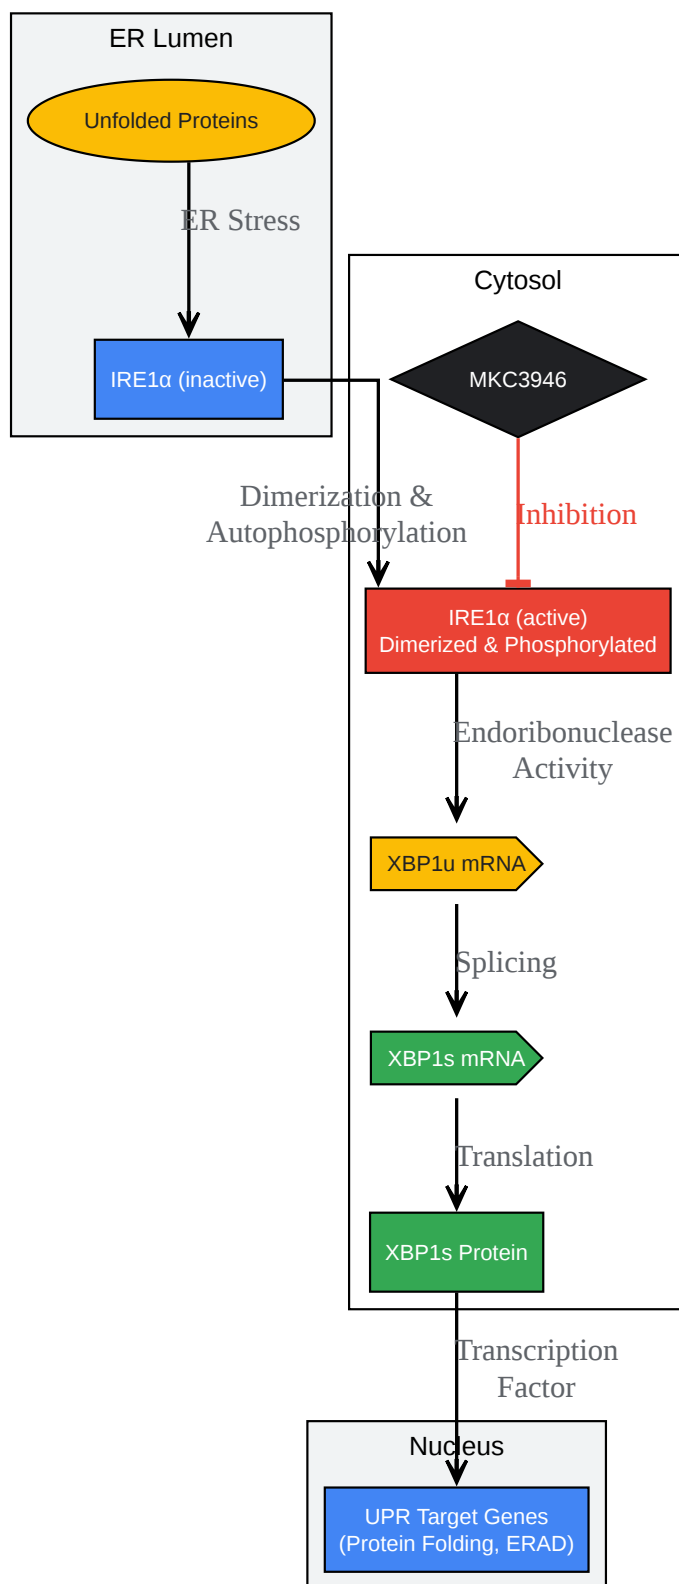 ER Lumen
Unfolded Proteins
ER Stress
IRE1α (inactive)
Cytosol
MKC3946
Dimerization &
Autophosphorylation
Inhibition
IRE1α (active)
Dimerized & Phosphorylated
Endoribonuclease
Activity
XBP1u mRNA
Splicing
XBP1s mRNA
Translation
XBP1s Protein
Transcription
Factor
Nucleus
UPR Target Genes
(Protein Folding, ERAD)